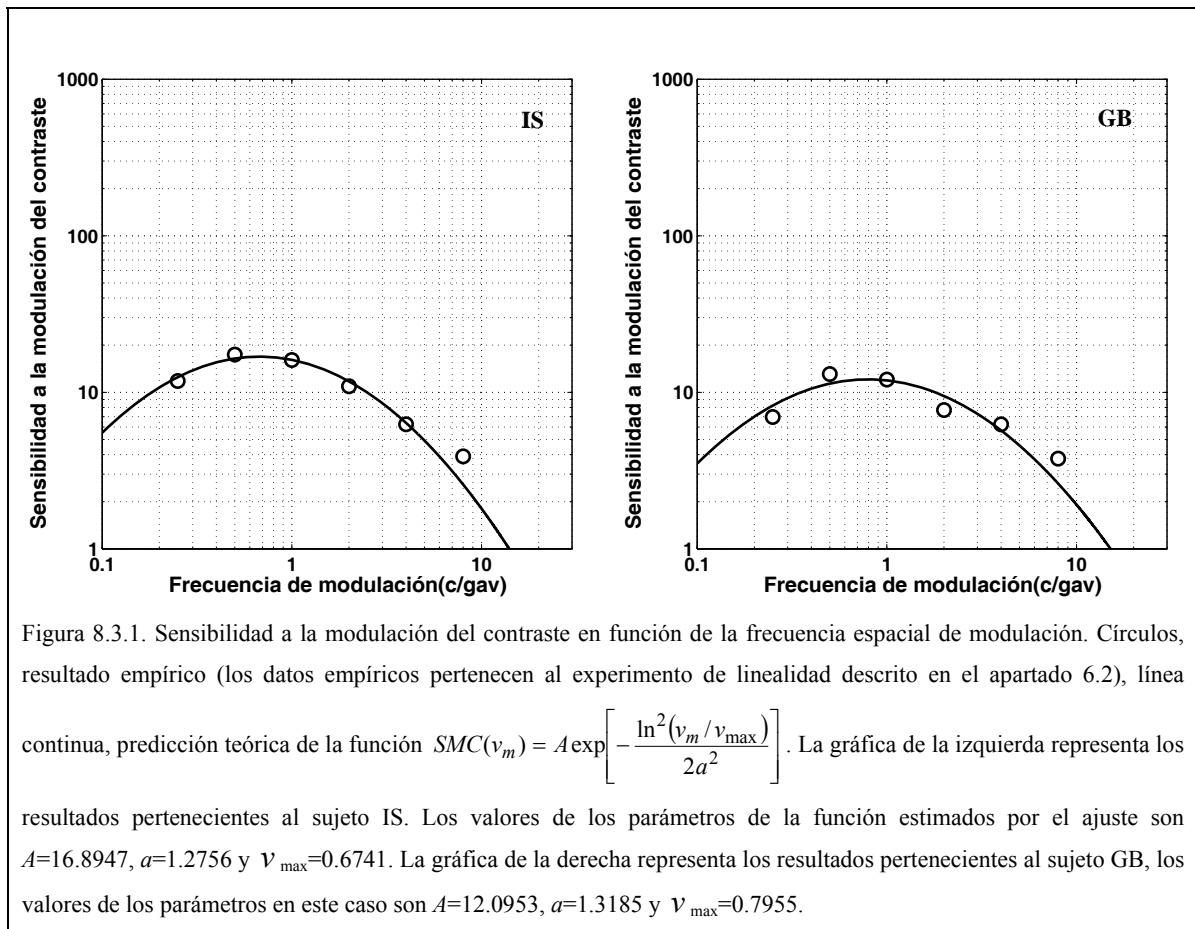 Sensibilidad a la modulación del contraste
1000
100
10
1
0.1
1
10
Frecuencia de modulación(c/gav)
IS
Sensibilidad a la modulación del contraste
1000
100
10
1
0.1
1
10
Frecuencia de modulación(c/gav)
GB
Figura 8.3.1. Sensibilidad a la modulación del contraste en función de la frecuencia espacial de modulación. Círculos,
resultado empírico (los datos empíricos pertenecen al experimento de linealidad descrito en el apartado 6.2), línea
continua, predicción teórica de la función SMC(v_m) = A exp[ − ln²(v_m / v_max) / 2a² ]. La gráfica de la izquierda representa los
resultados pertenecientes al sujeto IS. Los valores de los parámetros de la función estimados por el ajuste son
A=16.8947, a=1.2756 y ν max=0.6741. La gráfica de la derecha representa los resultados pertenecientes al sujeto GB, los
valores de los parámetros en este caso son A=12.0953, a=1.3185 y ν max=0.7955.